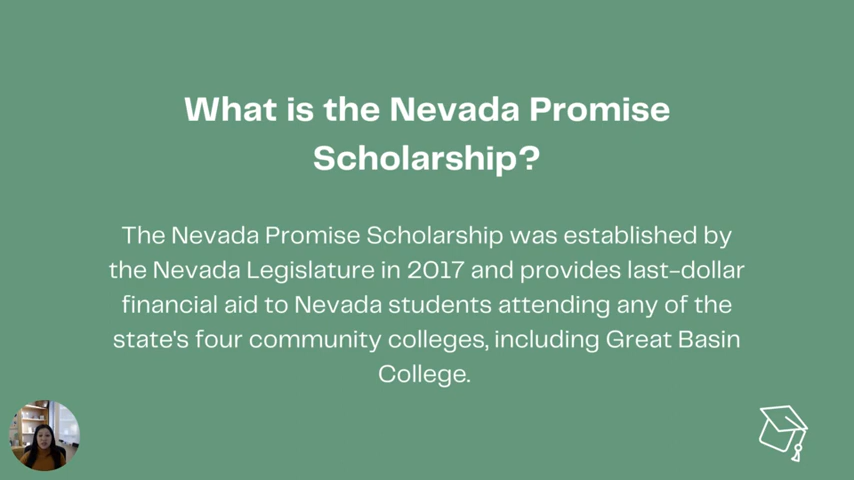 What is the Nevada Promise
Scholarship?
The Nevada Promise Scholarship was established by
the Nevada Legislature in 2017 and provides last-dollar
financial aid to Nevada students attending any of the
state's four community colleges, including Great Basin
College.